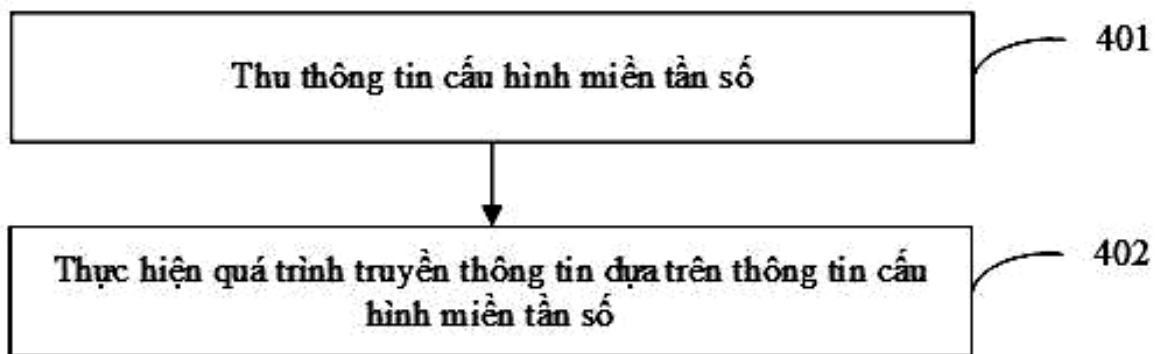 Thu thông tin cấu hình miền tần số
401
Thực hiện quá trình truyền thông tin dựa trên thông tin cấu
hình miền tần số
402